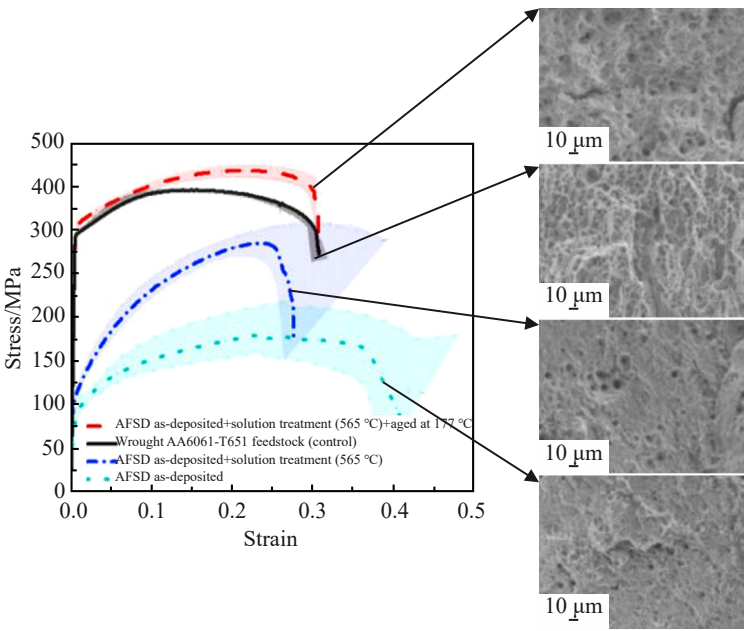 10 μm
10 μm
10 μm
10 μm
500
400
300
250
200
150
100
50
0
Stress/MPa
AFSD as-deposited+solution treatment (565 ℃)+aged at 177 ℃
Wrought AA6061-T651 feedstock (control)
AFSD as-deposited+solution treatment (565 ℃)
AFSD as-deposited
0.0 0.1 0.2 0.3 0.4 0.5
Strain